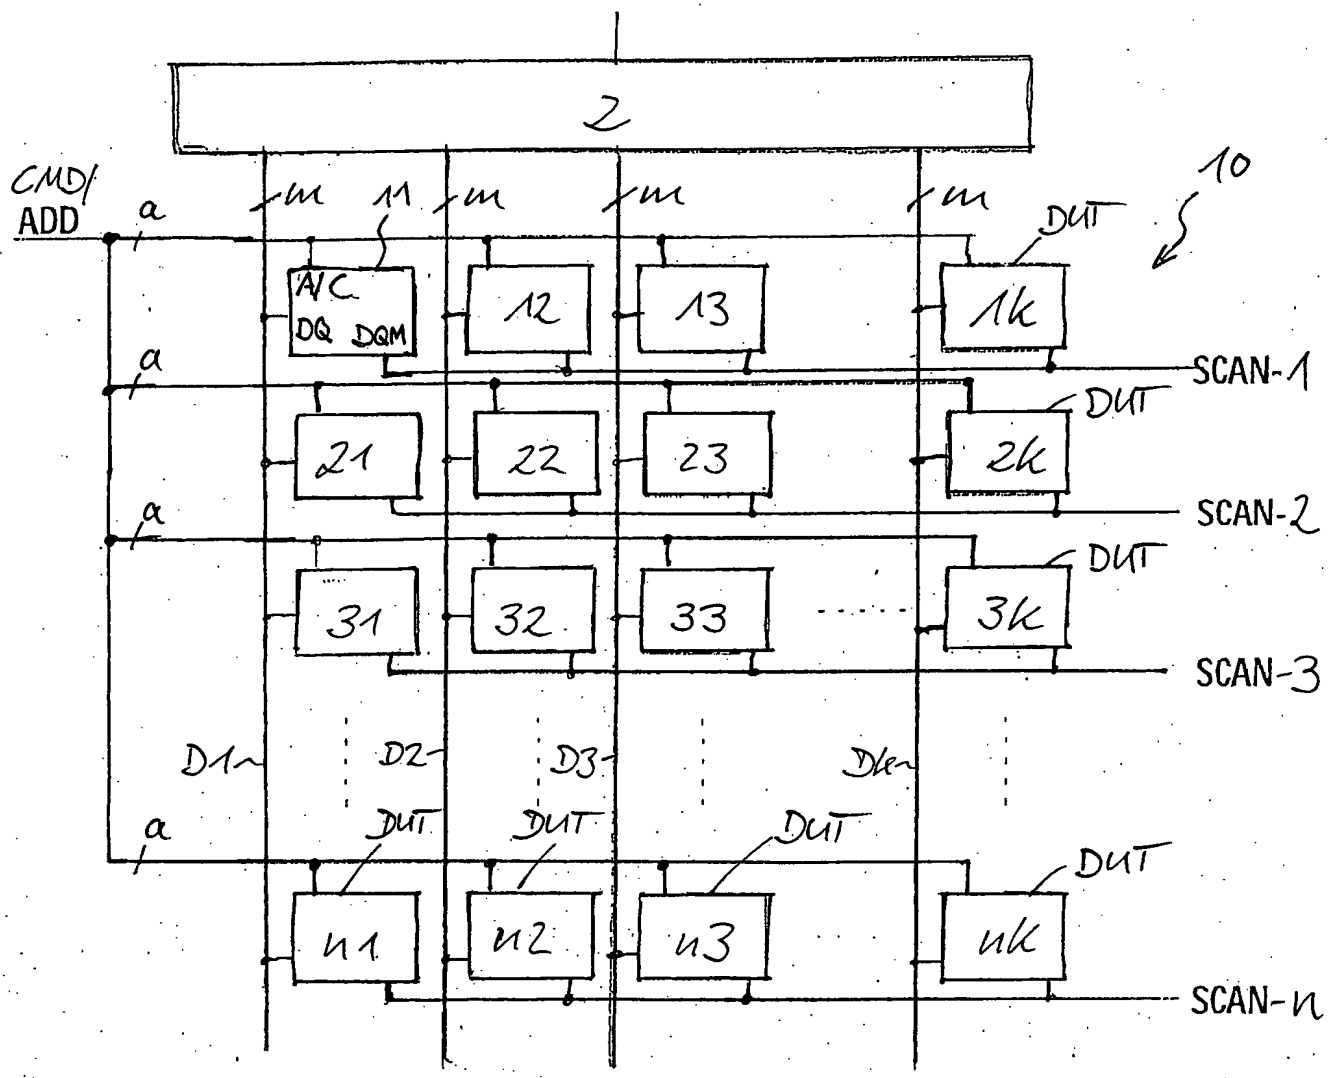 2
CMD/
ADD
a
m
11
m
m
m
10
DUT
A/C
DQ DQM
12
13
1k
SCAN-1
a
DUT
21
22
23
2k
SCAN-2
a
DUT
31
32
33
3k
SCAN-3
D1
D2
D3
Dk
a
DUT
DUT
DUT
DUT
n1
n2
n3
nk
SCAN-n